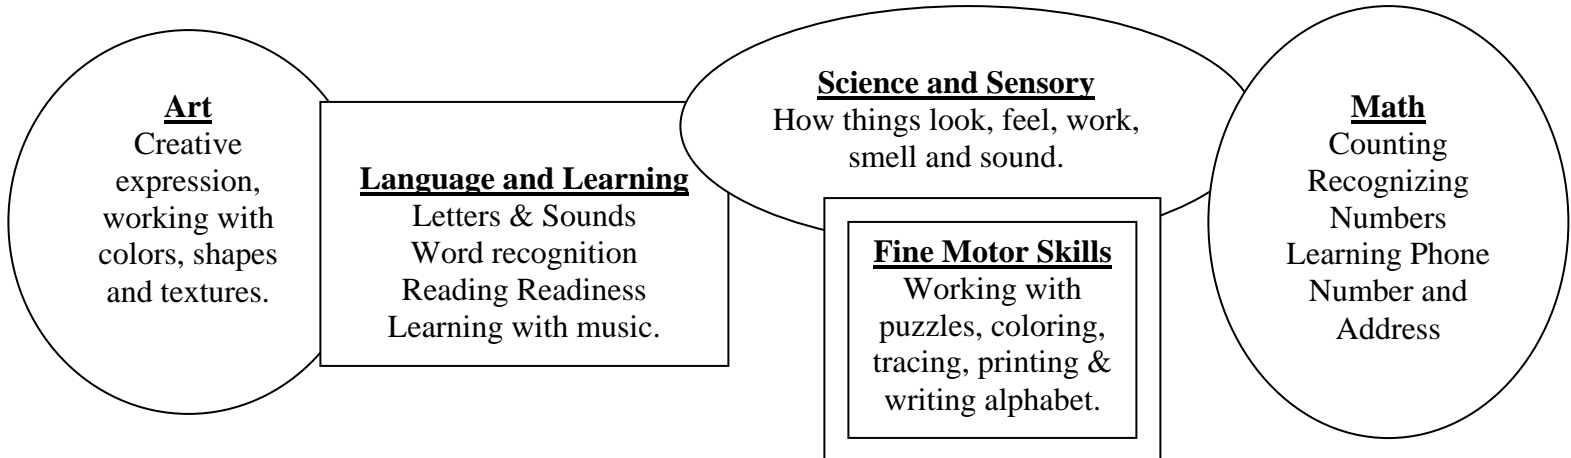 Art
Creative
expression,
working with
colors, shapes
and textures.
Language and Learning
Letters & Sounds
Word recognition
Reading Readiness
Learning with music.
Science and Sensory
How things look, feel, work,
smell and sound.
Fine Motor Skills
Working with
puzzles, coloring,
tracing, printing &
writing alphabet.
Math
Counting
Recognizing
Numbers
Learning Phone
Number and
Address